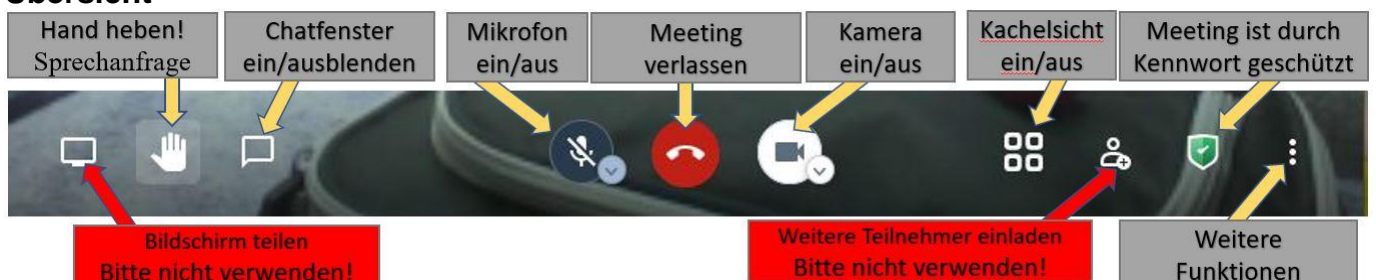 Übersicht
Hand heben!
Sprechanfrage
Chatfenster
ein/ausblenden
Mikrofon
ein/aus
Meeting
verlassen
Kamera
ein/aus
Kachelsicht
ein/aus
Meeting ist durch
Kennwort geschützt
Bildschirm teilen
Bitte nicht verwenden!
Weitere Teilnehmer einladen
Bitte nicht verwenden!
Weitere
Funktionen